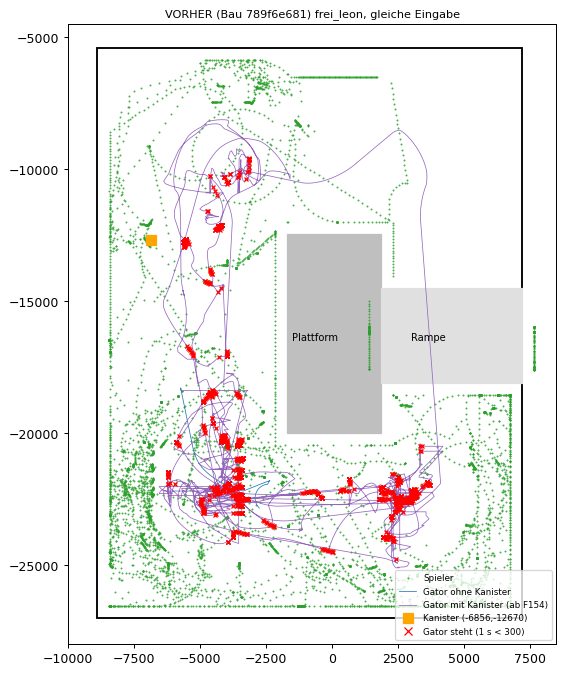 VORHER (Bau 789f6e681) frei_leon, gleiche Eingabe
−5000
−10000
−15000
−20000
−25000
Plattform
Rampe
Spieler
Gator ohne Kanister
Gator mit Kanister (ab F154)
Kanister (-6856,-12670)
Gator steht (1 s < 300)
−10000
−7500
−5000
−2500
0
2500
5000
7500